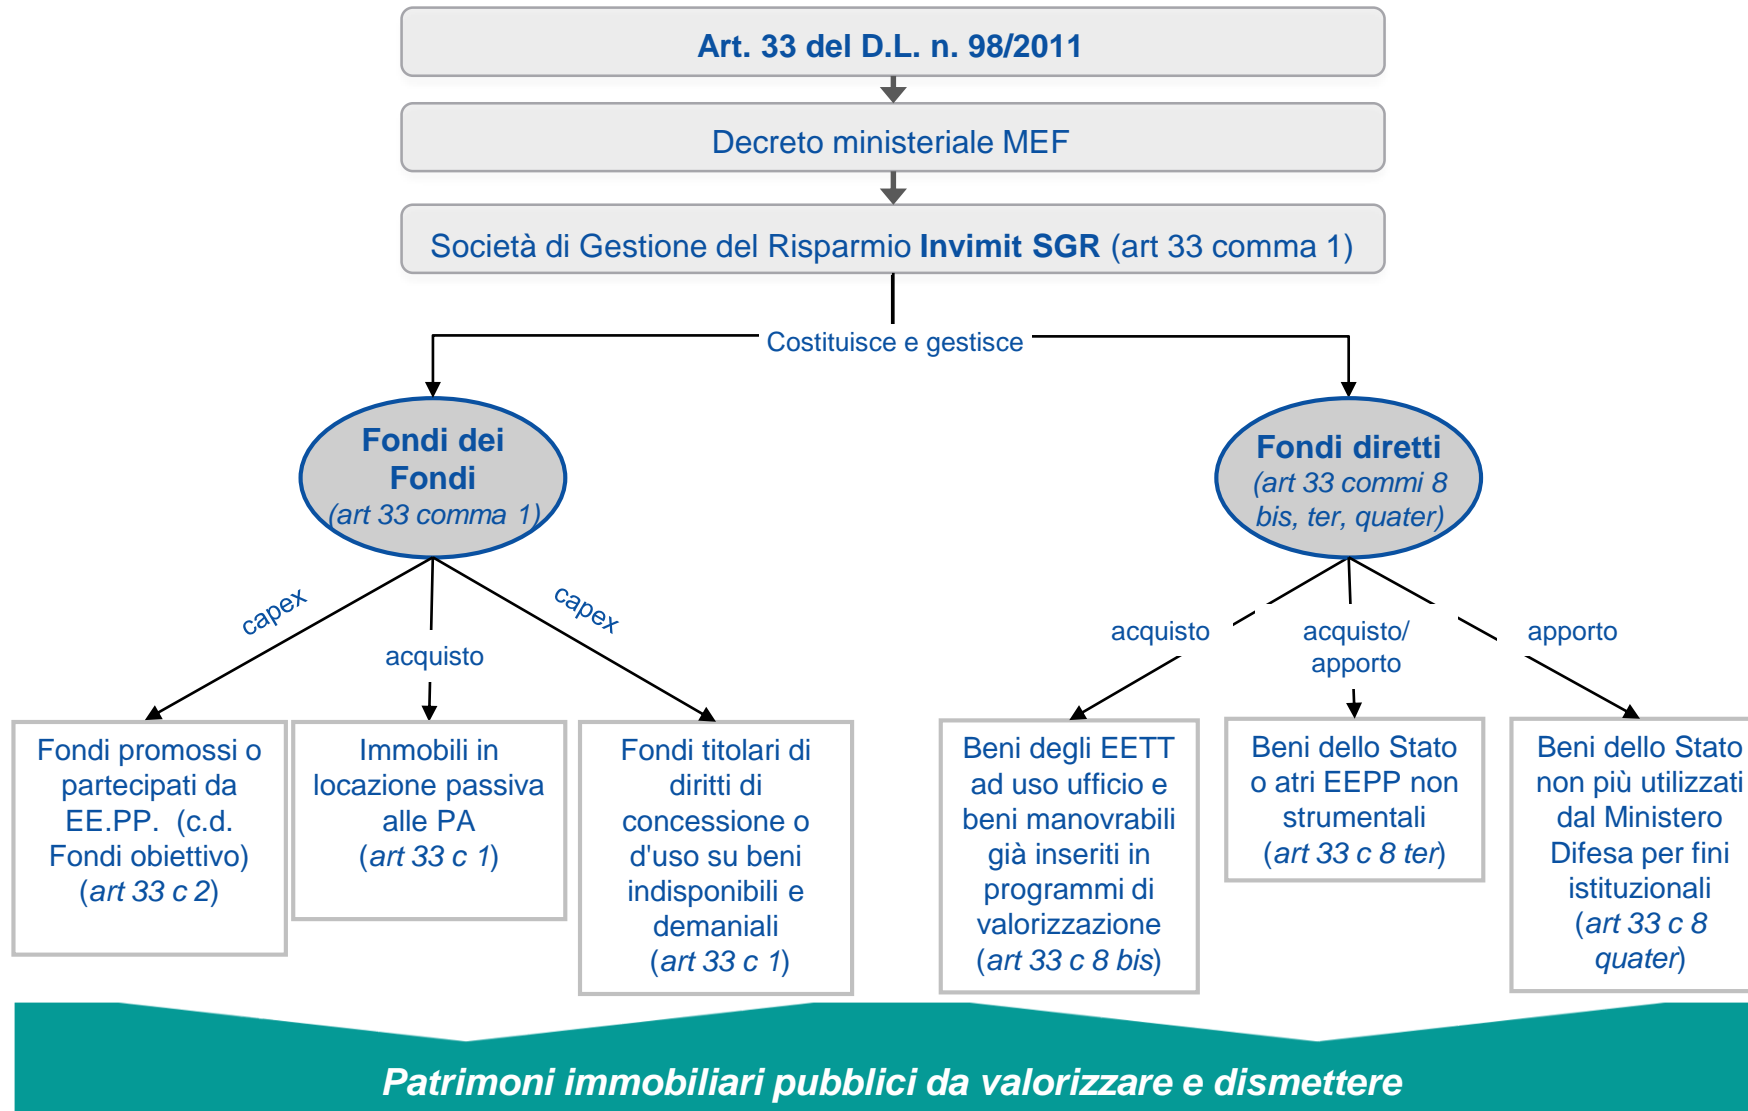 Art. 33 del D.L. n. 98/2011
Decreto ministeriale MEF
Società di Gestione del Risparmio Invimit SGR (art 33 comma 1)
Costituisce e gestisce
Fondi dei
Fondi
(art 33 comma 1)
Fondi diretti
(art 33 commi 8
bis, ter, quater)
capex
acquisto
capex
acquisto
acquisto/
apporto
apporto
Fondi promossi o
partecipati da
EE.PP. (c.d.
Fondi obiettivo)
(art 33 c 2)
Immobili in
locazione passiva
alle PA
(art 33 c 1)
Fondi titolari di
diritti di
concessione o
d'uso su beni
indisponibili e
demaniali
(art 33 c 1)
Beni degli EETT
ad uso ufficio e
beni manovrabili
già inseriti in
programmi di
valorizzazione
(art 33 c 8 bis)
Beni dello Stato
o atri EEPP non
strumentali
(art 33 c 8 ter)
Beni dello Stato
non più utilizzati
dal Ministero
Difesa per fini
istituzionali
(art 33 c 8
quater)
Patrimoni immobiliari pubblici da valorizzare e dismettere